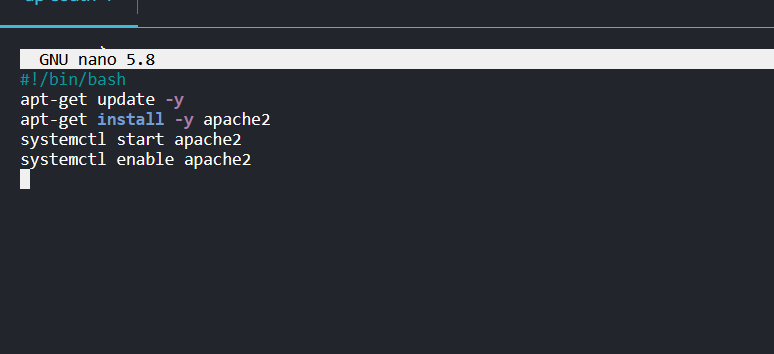 GNU nano 5.8
#!/bin/bash
apt-get update -y
apt-get install -y apache2
systemctl start apache2
systemctl enable apache2